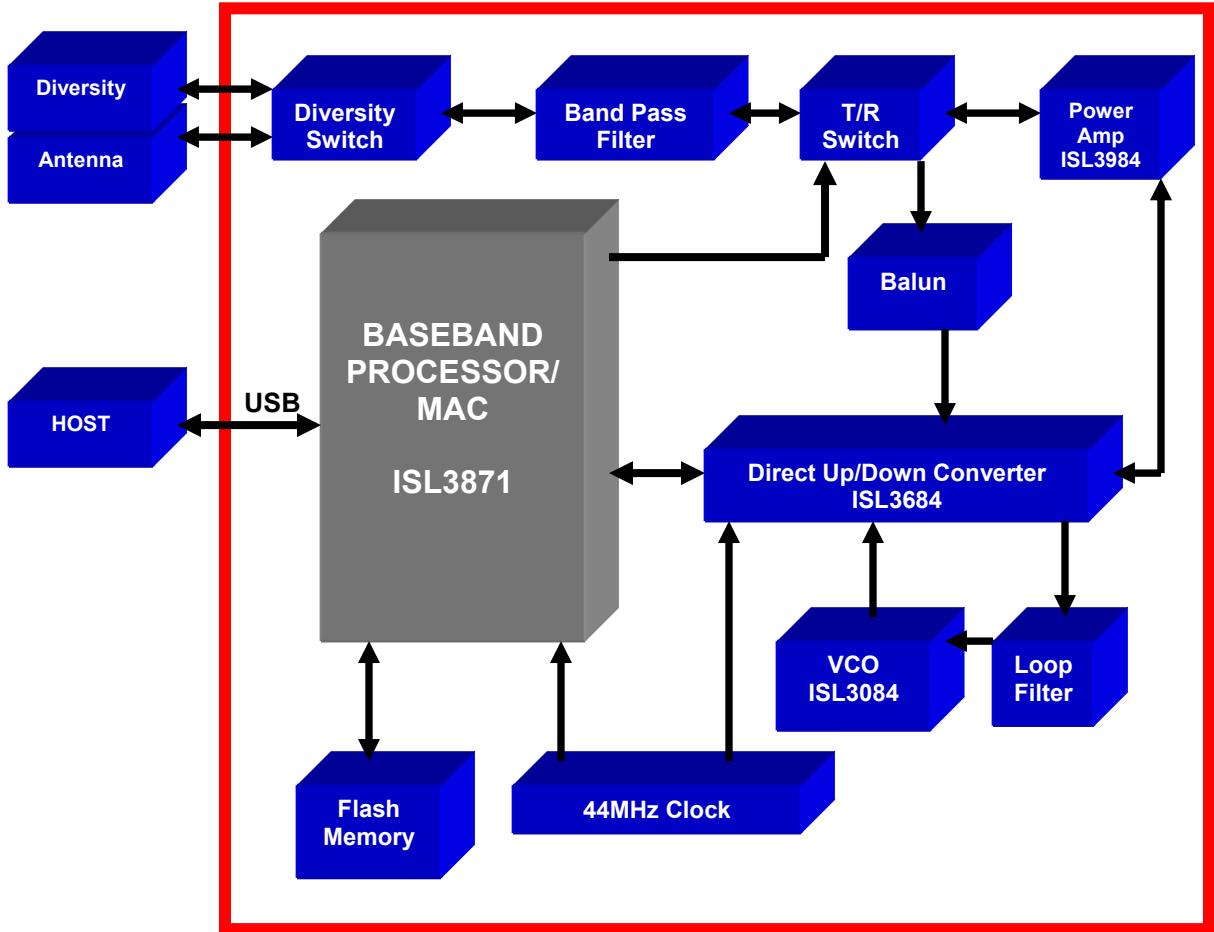 Diversity
Antenna
Diversity
Switch
Band Pass
Filter
T/R
Switch
Power
Amp
ISL3984
Balun
BASEBAND
PROCESSOR/
MAC
ISL3871
HOST
USB
Direct Up/Down Converter
ISL3684
VCO
ISL3084
Loop
Filter
Flash
Memory
44MHz Clock